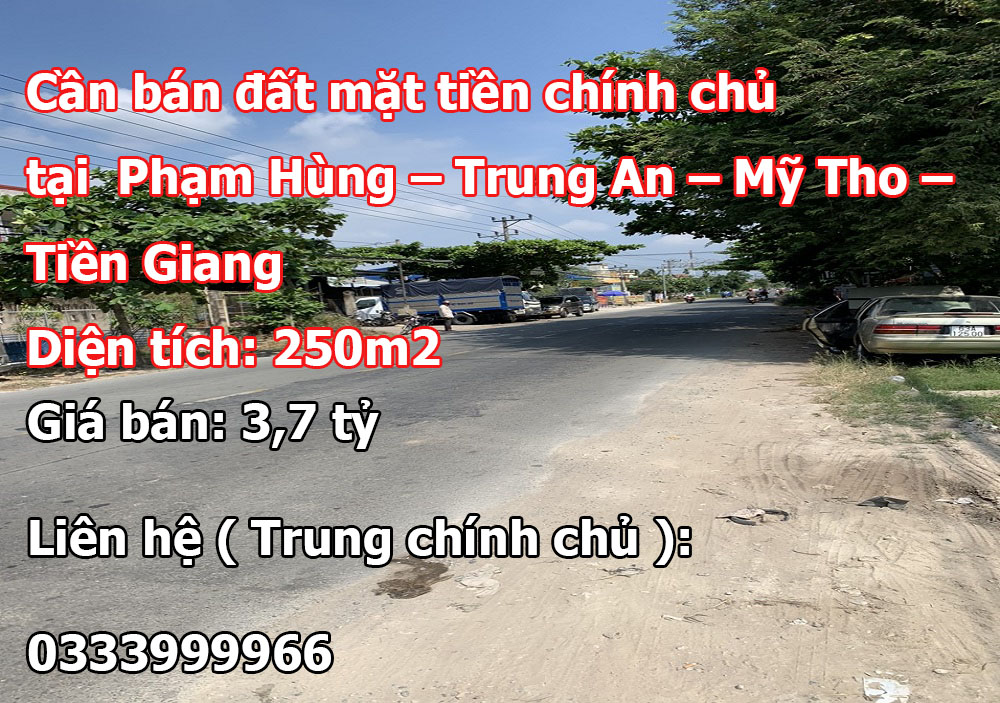 Cần bán đất mặt tiền chính chủ
tại Phạm Hùng – Trung An – Mỹ Tho –
Tiền Giang
Diện tích: 250m2
Giá bán: 3,7 tỷ
Liên hệ ( Trung chính chủ ):
0333999966